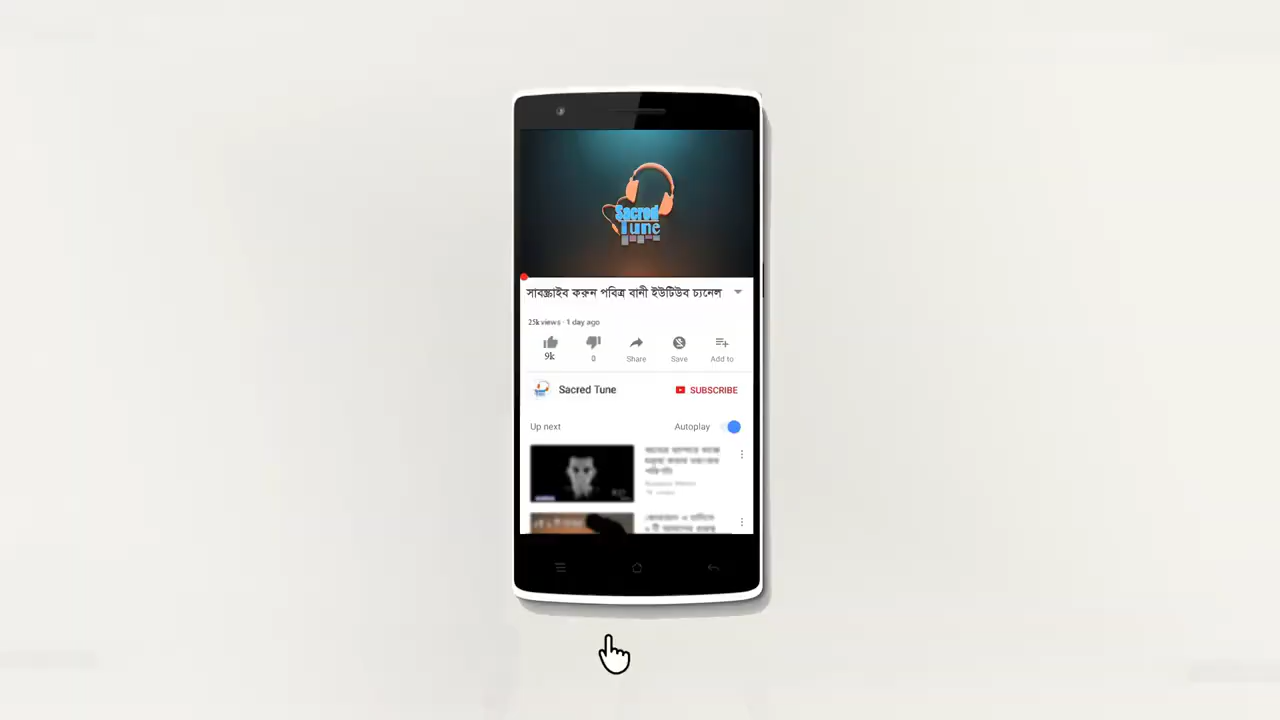 Sacred
Tune
সাবস্ক্রাইব করুন পবিত্র বানী ইউটিউব চ্যনেল
25k views · 1 day ago
9k
0
Share
Save
Add to
Sacred Tune
SUBSCRIBE
Up next
Autoplay